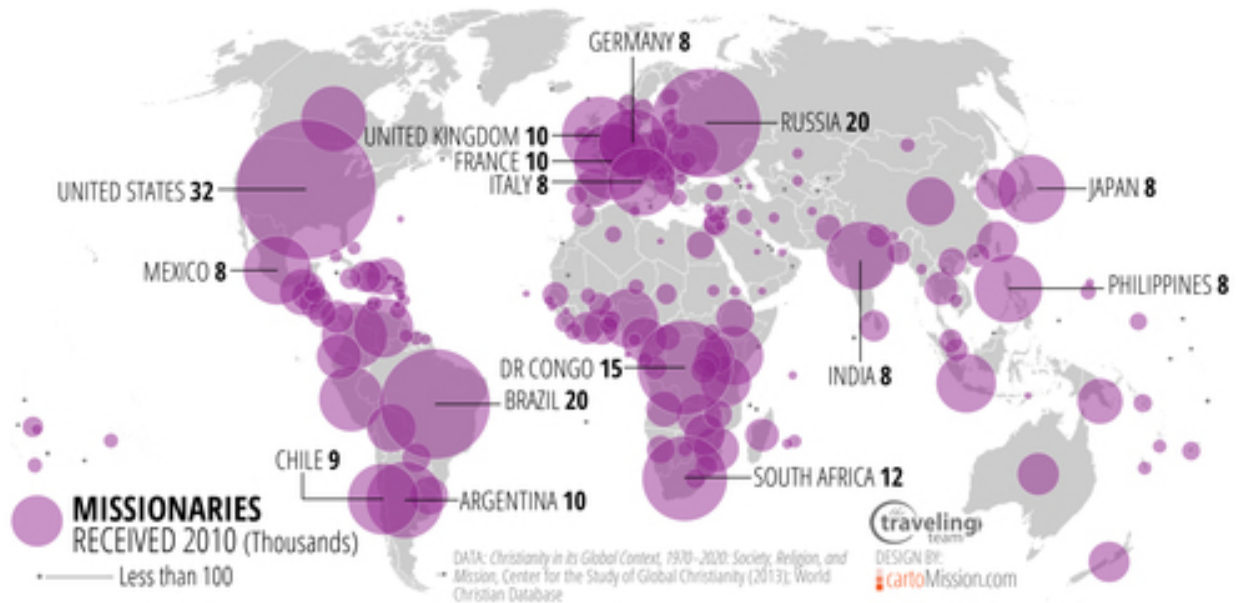 GERMANY 8
RUSSIA 20
UNITED KINGDOM 10
FRANCE 10
ITALY 8
UNITED STATES 32
JAPAN 8
MEXICO 8
PHILIPPINES 8
DR CONGO 15
INDIA 8
BRAZIL 20
CHILE 9
SOUTH AFRICA 12
ARGENTINA 10
MISSIONARIES
RECEIVED 2010 (Thousands)
Less than 100
DATA: Christianity in its Global Context, 1970–2020: Society, Religion, and
Mission, Center for the Study of Global Christianity (2013); World
Christian Database
the
traveling
team
DESIGN BY:
cartoMission.com